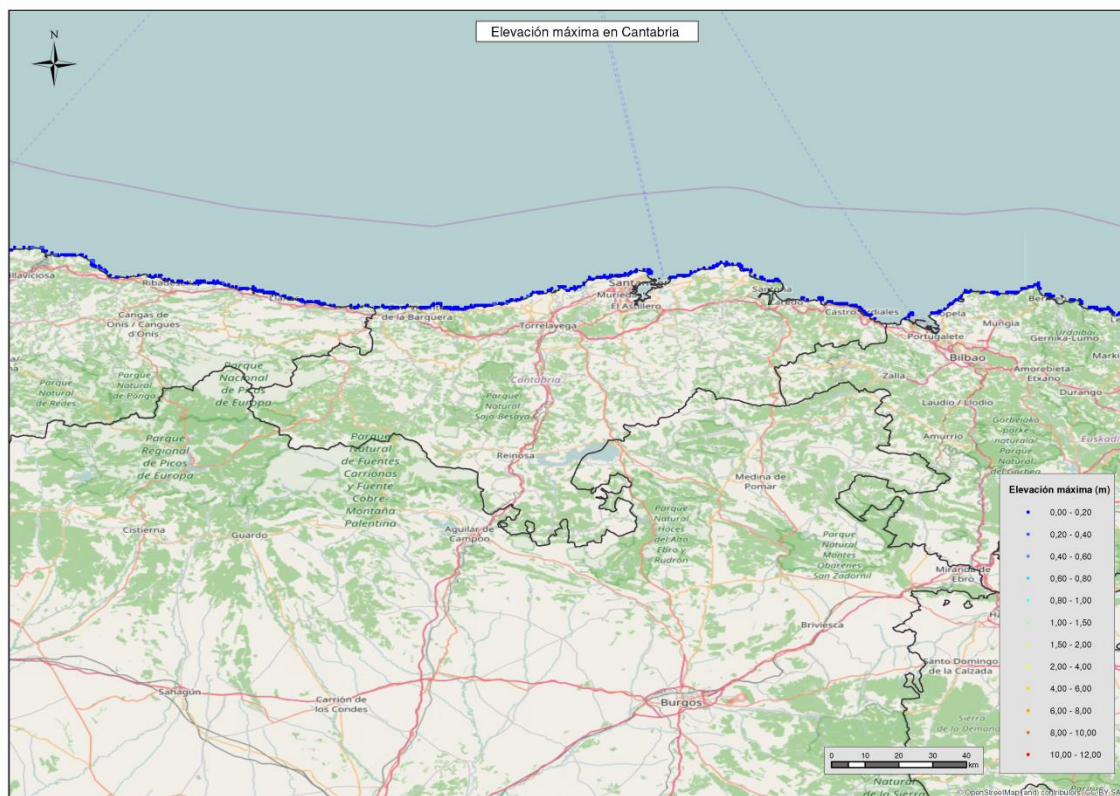 Elevación máxima en Cantabria
N
Ribadesella
de la Barquera
Santoña
Muriedas
El Astillero
Laredo
Torrelavega
Castro-Urdiales
Portugalete
Bilbao
Mungia
Urdaibai
Gernika-Lumo
Amorebieta-
Etxano
Durango
Zalla
Laudio / Llodio
Amurrio
Gorbeiako
parke
naturala/
Parque
Natural
del Gorbea
Euskadi
Cangas de
Onís / Cangues
d'Onís
Parque
Natural
de Redes
Parque
Natural
de Ponga
Parque
Nacional
de Picos
de Europa
Parque
Regional
de Picos
de Europa
Cantabria
Parque
Natural
Saja-Besaya
Parque
Natural
de Fuentes
Carrionas
y Fuente
Cobre-
Montaña
Palentina
Reinosa
Medina de
Pomar
Cistierna
Guardo
Aguilar de
Campoo
Parque
Natural
Hoces
del Alto
Ebro y
Rudrón
Parque
Natural
Montes
Obarenes
-San Zadornil
Miranda de
Ebro
Briviesca
Santo Domingo
de la Calzada
Sahagún
Carrión de
los Condes
Burgos
Sierra
de la Demanda
Natural
de la Sierra
Elevación máxima (m)
0,00 - 0,20
0,20 - 0,40
0,40 - 0,60
0,60 - 0,80
0,80 - 1,00
1,00 - 1,50
1,50 - 2,00
2,00 - 4,00
4,00 - 6,00
6,00 - 8,00
8,00 - 10,00
10,00 - 12,00
0 5 10 20 30 40
km